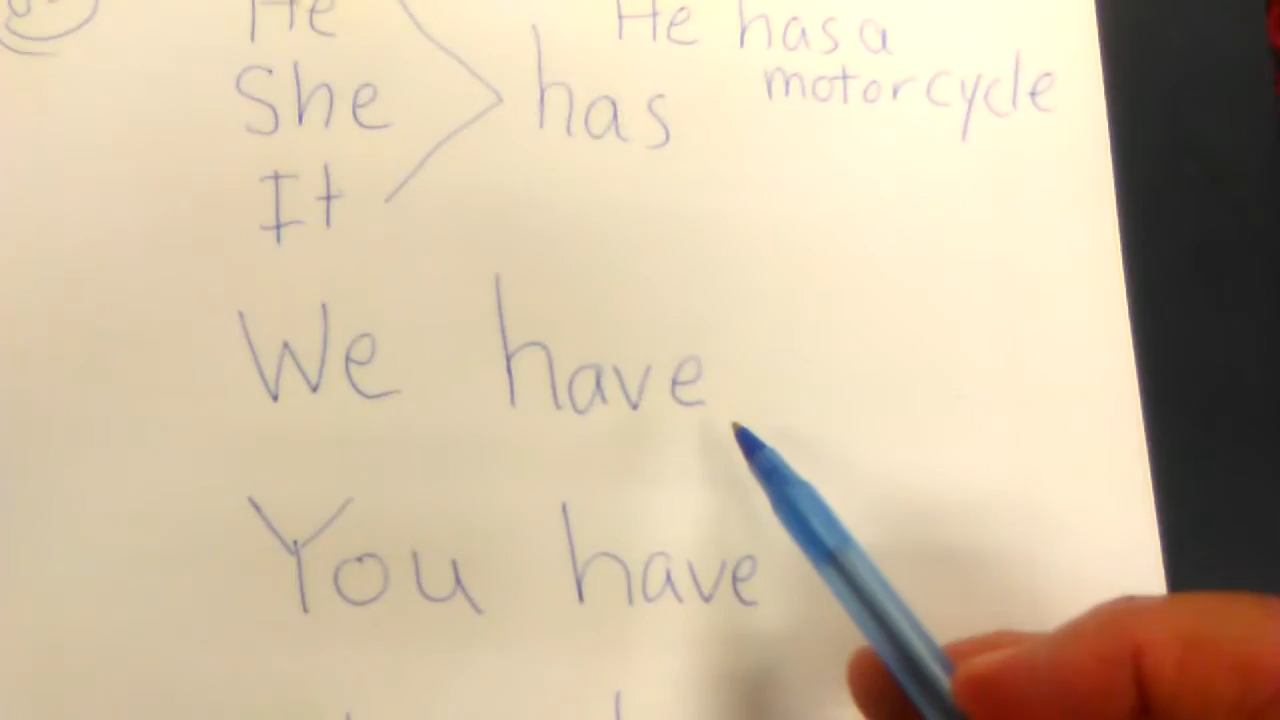 He
She
It
has
He has a
motorcycle
We have
You have